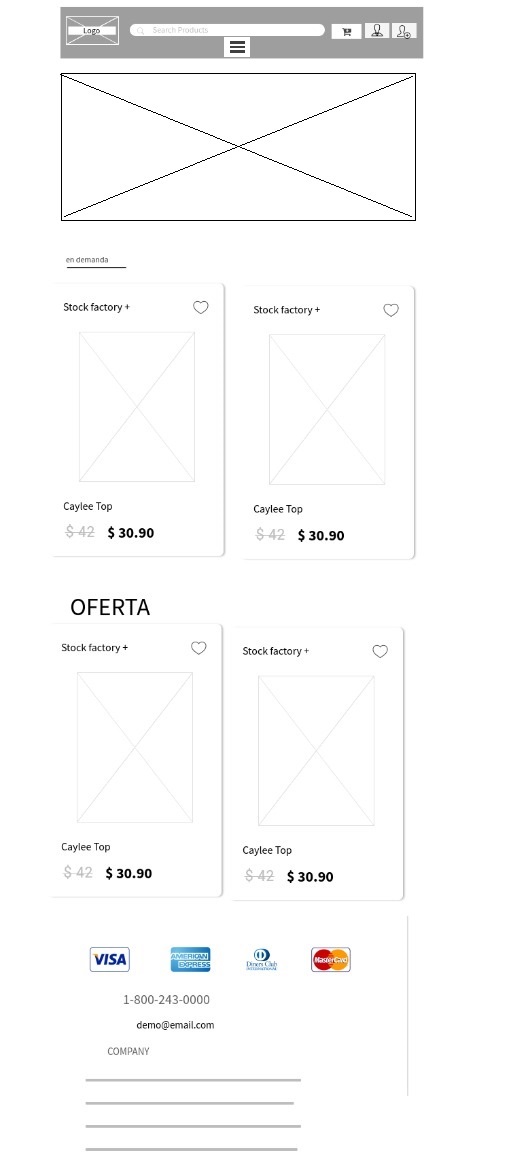 Logo
Search Products
en demanda
Stock factory +
Stock factory +
Caylee Top
Caylee Top
$ 42 $ 30.90
$ 42 $ 30.90
OFERTA
Stock factory +
Stock factory +
Caylee Top
Caylee Top
$ 42 $ 30.90
$ 42 $ 30.90
VISA
AMERICAN EXPRESS
Diners Club
INTERNATIONAL
MasterCard
1-800-243-0000
demo@email.com
COMPANY